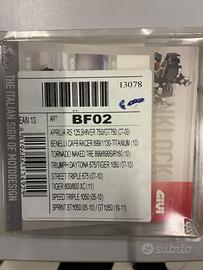 13078
EAN 13
ART.
BF02
APRILIA RS 125,SHIVER 750/GT750 (07-09)
BENELLI CAFè RACER 899/1130-TITANIUM (10)
TORNADO NAKED TRE 899/899S/R160 (10)
TRIUMPH DAYTONA 675/TIGER 1050 (07-10)
STREET TRIPLE 675 (07-10)
TIGER 800/800 XC (11)
SPEED TRIPLE 1050 (05-10)
SPRINT ST1050 (05-10) / GT1050 (10-11)
THE ITALIAN SIGN OF MOTODESIGN
GIVI
subito